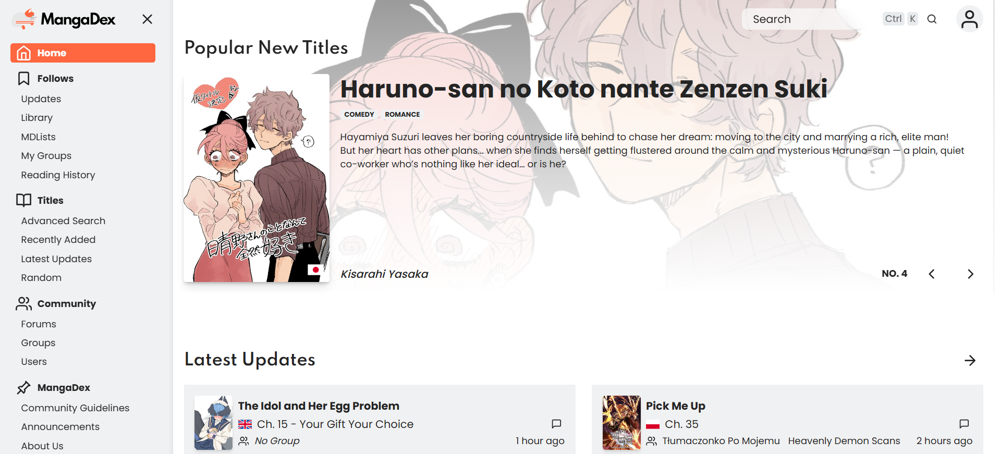 MangaDex
Home
Follows
Updates
Library
MDLists
My Groups
Reading History
Titles
Advanced Search
Recently Added
Latest Updates
Random
Community
Forums
Groups
Users
MangaDex
Community Guidelines
Announcements
About Us
Search
Ctrl K
Popular New Titles
仮タイトル
決定
?
晴野さんのことなんて
全然好き
Haruno-san no Koto nante Zenzen Suki
COMEDY ROMANCE
Hayamiya Suzuri leaves her boring countryside life behind to chase her dream: moving to the city and marrying a rich, elite man!
But her heart has other plans... when she finds herself getting flustered around the calm and mysterious Haruno-san — a plain, quiet
co-worker who’s nothing like her ideal... or is he?
?
Kisarahi Yasaka
NO. 4
Latest Updates
The Idol and Her Egg Problem
Ch. 15 - Your Gift Your Choice
No Group
1 hour ago
Pick Me Up
Ch. 35
Tłumaczonko Po Mojemu Heavenly Demon Scans
2 hours ago